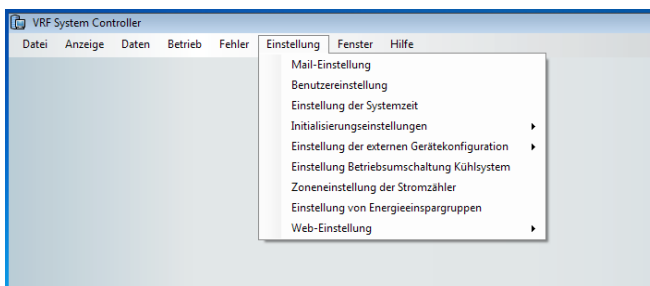 VRF System Controller
Datei Anzeige Daten Betrieb Fehler Einstellung Fenster Hilfe
Mail-Einstellung
Benutzereinstellung
Einstellung der Systemzeit
Initialisierungseinstellungen
Einstellung der externen Gerätekonfiguration
Einstellung Betriebsumschaltung Kühlsystem
Zoneneinstellung der Stromzähler
Einstellung von Energieeinspargruppen
Web-Einstellung